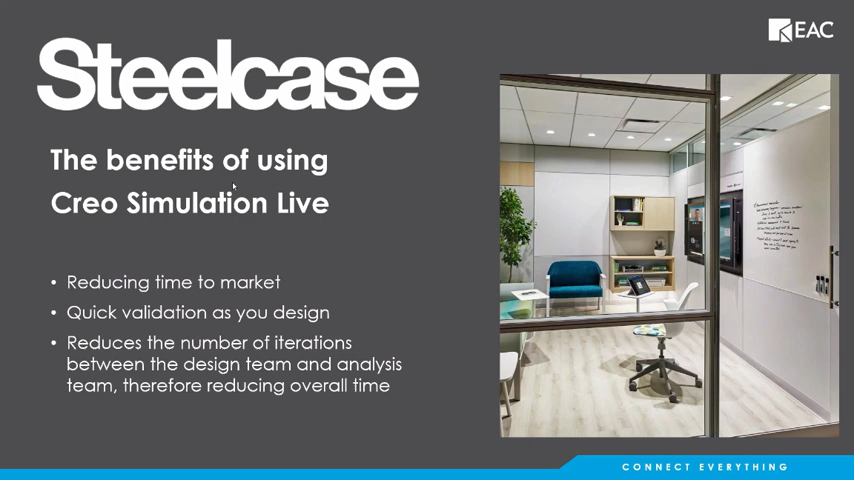 EAC
Steelcase
The benefits of using
Creo Simulation Live
• Reducing time to market
• Quick validation as you design
• Reduces the number of iterations
between the design team and analysis
team, therefore reducing overall time
CONNECT EVERYTHING